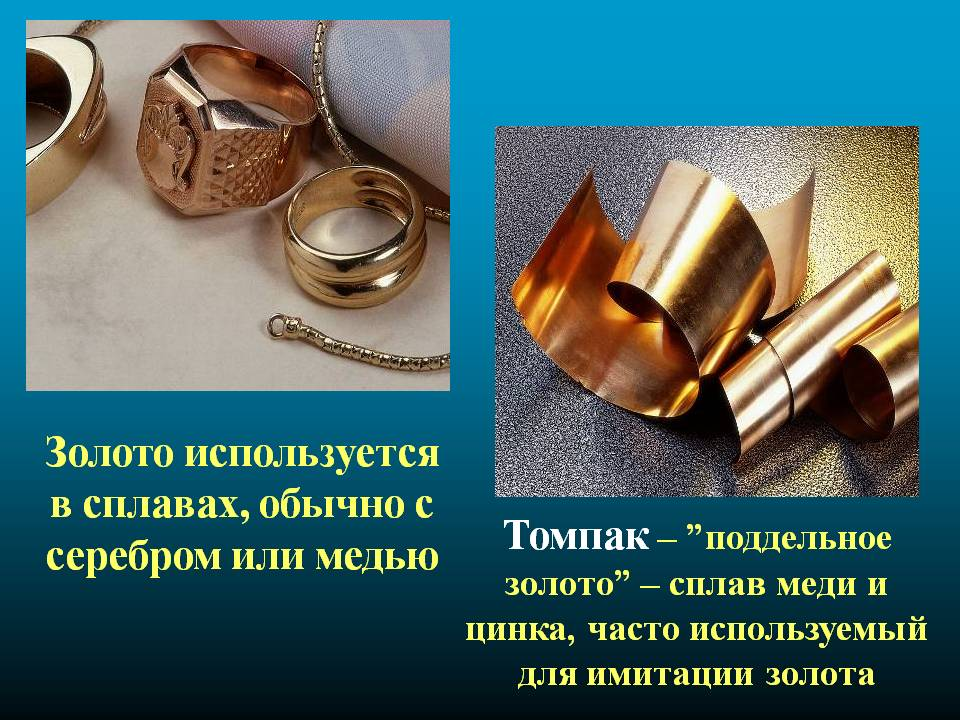 Золото используется
в сплавах, обычно с
серебром или медью
Томпак – ”поддельное
золото” – сплав меди и
цинка, часто используемый
для имитации золота